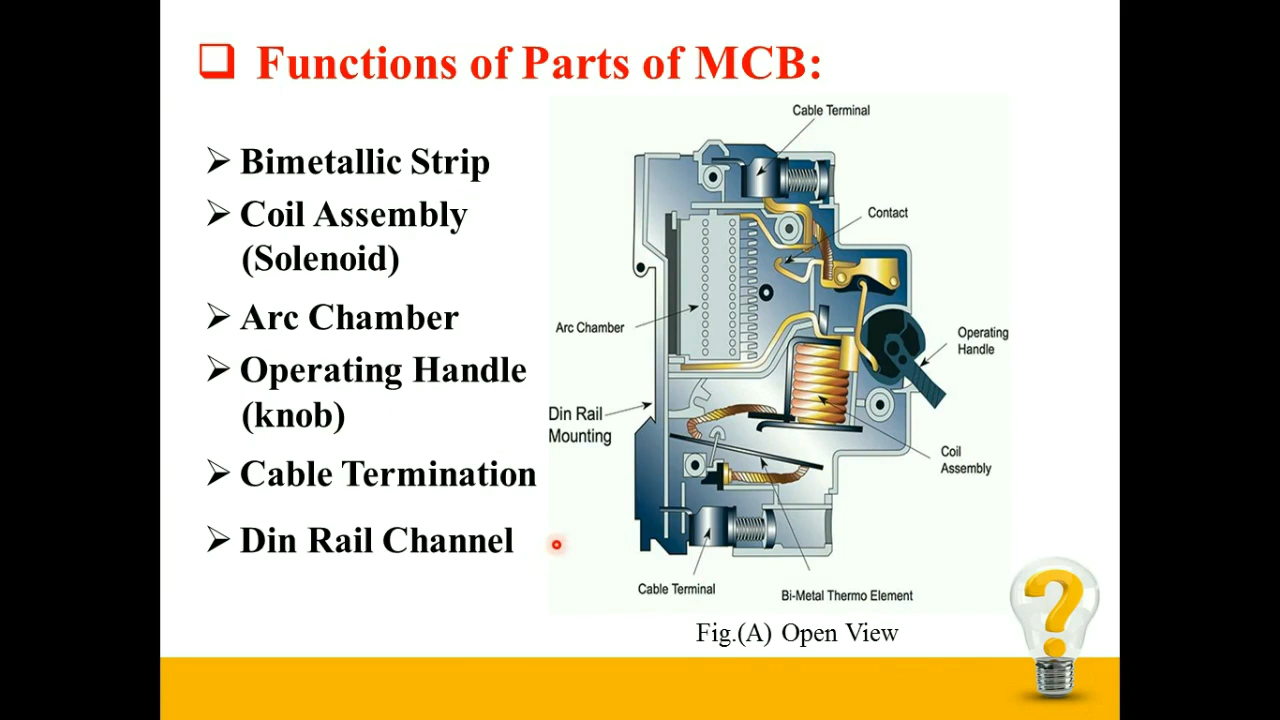 Functions of Parts of MCB:
Bimetallic Strip
Coil Assembly
(Solenoid)
Arc Chamber
Operating Handle
(knob)
Cable Termination
Din Rail Channel
Cable Terminal
Contact
Arc Chamber
Operating
Handle
Din Rail
Mounting
Coil
Assembly
Cable Terminal
Bi-Metal Thermo Element
Fig.(A) Open View